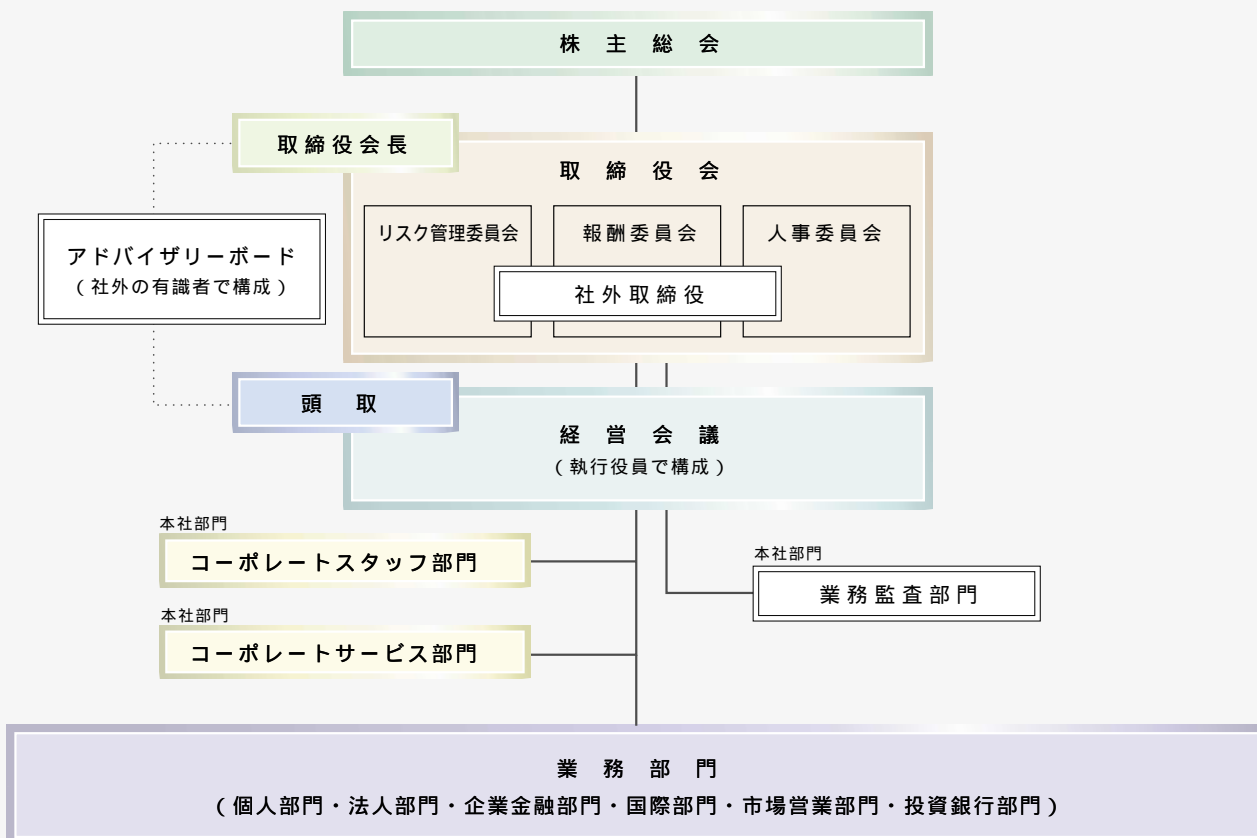 株主総会
取締役会長
取締役会
リスク管理委員会
報酬委員会
人事委員会
社外取締役
アドバイザリーボード
(社外の有識者で構成)
頭取
経営会議
(執行役員で構成)
本社部門
コーポレートスタッフ部門
本社部門
業務監査部門
本社部門
コーポレートサービス部門
業務部門
(個人部門・法人部門・企業金融部門・国際部門・市場営業部門・投資銀行部門)